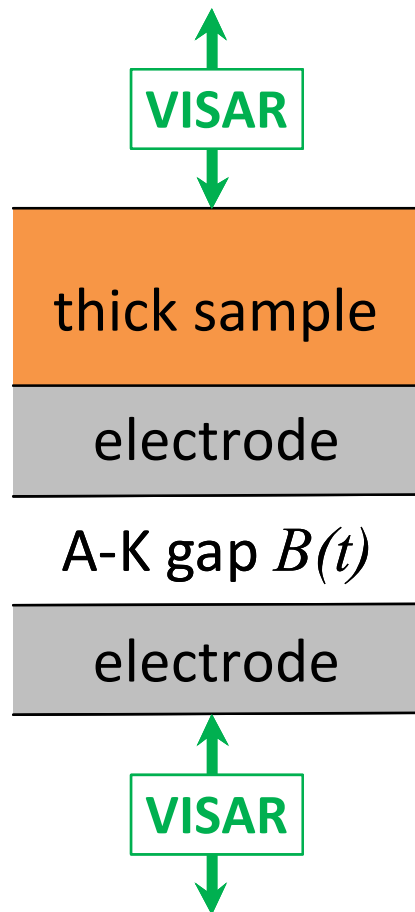 VISAR
thick sample
electrode
A-K gap B(t)
electrode
VISAR